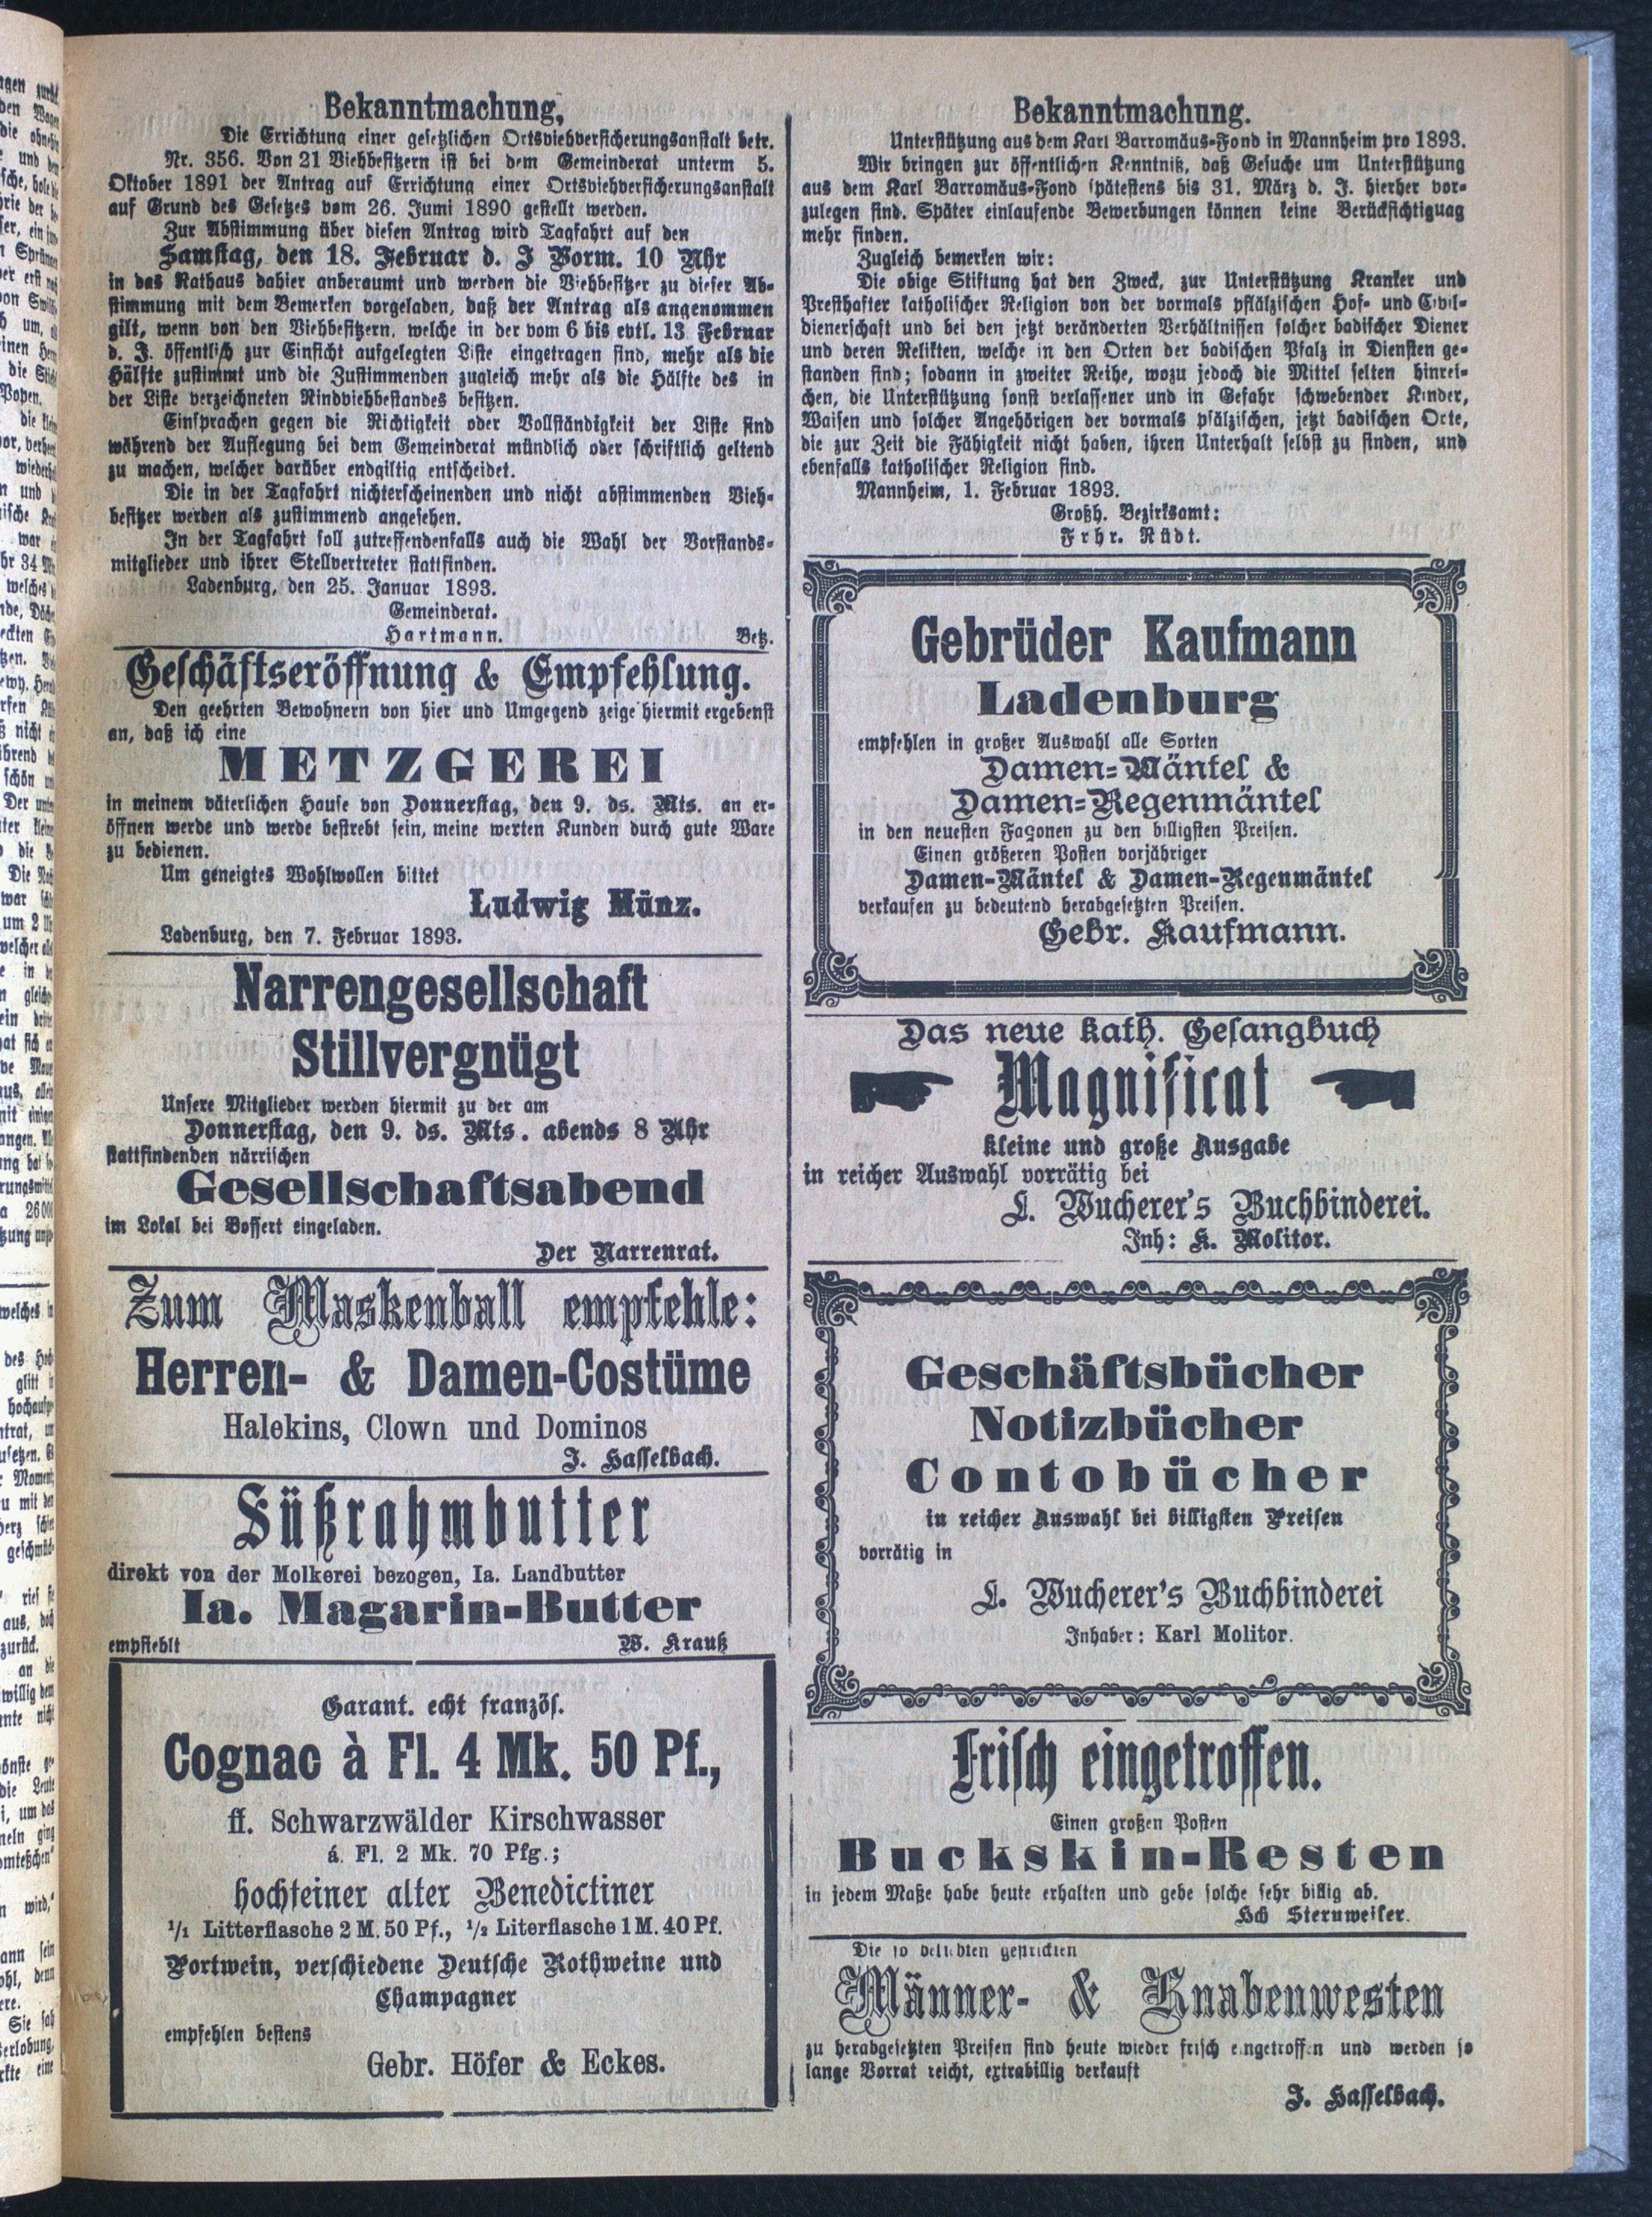 Bekanntmachung,
Die Errichtung einer gesetzlichen Ortsviehversicherungsanstalt betr.
Nr. 356. Von 21 Viehbesitzern ist bei dem Gemeinderat unterm 5.
Oktober 1891 der Antrag auf Errichtung einer Ortsviehversicherungsanstalt
auf Grund des Gesetzes vom 26. Jumi 1890 gestellt werden.
Zur Abstimmung über diesen Antrag wird Tagfahrt auf den
Samstag, den 18. Februar d. J Vorm. 10 Uhr
in das Rathaus dahier anberaumt und werden die Viehbesitzer zu dieser Ab-
stimmung mit dem Bemerken vorgeladen, daß der Antrag als angenommen
gilt, wenn von den Viehbesitzern, welche in der vom 6 bis evtl. 13 Februar
d. J. öffentlich zur Einsicht aufgelegten Liste eingetragen sind, mehr als die
Hälfte zustimmt und die Zustimmenden zugleich mehr als die Hälfte des in
der Liste verzeichneten Rindviehbestandes besitzen.
Einsprachen gegen die Richtigkeit oder Vollständigkeit der Liste sind
während der Auflegung bei dem Gemeinderat mündlich oder schriftlich geltend
zu machen, welcher darüber endgiltig entscheidet.
Die in der Tagfahrt nichterscheinenden und nicht abstimmenden Vieh-
besitzer werden als zustimmend angesehen.
In der Tagfahrt soll zutreffendenfalls auch die Wahl der Vorstands-
mitglieder und ihrer Stellvertreter stattfinden.
Ladenburg, den 25. Januar 1893.
Gemeinderat.
Hartmann. Betz.
Geschäftseröffnung & Empfehlung.
Den geehrten Bewohnern von hier und Umgegend zeige hiermit ergebenst
an, daß ich eine
METZGEREI
in meinem väterlichen Hause von Donnerstag, den 9. ds. Mts. an er-
öffnen werde und werde bestrebt sein, meine werten Kunden durch gute Ware
zu bedienen.
Um geneigtes Wohlwollen bittet
Ludwig Münz.
Ladenburg, den 7. Februar 1893.
Narrengesellschaft
Stillvergnügt
Unsere Mitglieder werden hiermit zu der am
Donnerstag, den 9. ds. Mts. abends 8 Uhr
stattfindenden närrischen
Gesellschaftsabend
im Lokal bei Bossert eingeladen.
Der Narrenrat.
Zum Maskenball empfehle:
Herren- & Damen-Costüme
Halekins, Clown und Dominos
J. Hasselbach.
Süßrahmbutter
direkt von der Molkerei bezogen, Ia. Landbutter
Ia. Magarin-Butter
empfiehlt W. Krauß
Garant. echt französ.
Cognac à Fl. 4 Mk. 50 Pf.,
ff. Schwarzwälder Kirschwasser
á. Fl. 2 Mk. 70 Pfg.;
hochfeiner alter Benedictiner
1/1 Litterflasche 2 M. 50 Pf., 1/2 Literflasche 1 M. 40 Pf.
Portwein, verschiedene Deutsche Rothweine und
Champagner
empfehlen bestens
Gebr. Höfer & Eckes.
Bekanntmachung.
Unterstützung aus dem Karl Barromäus-Fond in Mannheim pro 1893.
Wir bringen zur öffentlichen Kenntniß, daß Gesuche um Unterstützung
aus dem Karl Barromäus-Fond spätestens bis 31. März d. J. hierher vor-
zulegen sind. Später einlaufende Bewerbungen können keine Berücksichtiguag
mehr finden.
Zugleich bemerken wir:
Die obige Stiftung hat den Zweck, zur Unterstützung Kranker und
Presthafter katholischer Religion von der vormals pfälzischen Hof- und Civil-
dienerschaft und bei den jetzt veränderten Verhältnissen solcher badischer Diener
und deren Relikten, welche in den Orten der badischen Pfalz in Diensten ge-
standen sind; sodann in zweiter Reihe, wozu jedoch die Mittel selten hinrei-
chen, die Unterstützung sonst verlassener und in Gefahr schwebender Kinder,
Waisen und solcher Angehörigen der vormals pfälzischen, jetzt badischen Orte,
die zur Zeit die Fähigkeit nicht haben, ihren Unterhalt selbst zu finden, und
ebenfalls katholischer Religion sind.
Mannheim, 1. Februar 1893.
Großh. Bezirksamt:
Frhr. Rüdt.
Gebrüder Kaufmann
Ladenburg
empfehlen in großer Auswahl alle Sorten
Damen-Mäntel &
Damen-Regenmäntel
in den neuesten Façonen zu den billigsten Preisen.
Einen größeren Posten vorjähriger
Damen-Mäntel & Damen-Regenmäntel
verkaufen zu bedeutend herabgesetzten Preisen.
Gebr. Kaufmann.
Das neue kath. Gesangbuch
Magnificat
kleine und große Ausgabe
in reicher Auswahl vorrätig bei
L. Wucherer's Buchbinderei.
Inh: K. Molitor.
Geschäftsbücher
Notizbücher
Contobücher
in reicher Auswahl bei billigsten Preisen
vorrätig in
L. Wucherer's Buchbinderei
Inhaber: Karl Molitor.
Frisch eingetroffen.
Einen großen Posten
Buckskin-Resten
in jedem Maße habe heute erhalten und gebe solche sehr billig ab.
Hch Sternweiler.
Die so beliebten gestrickten
Männer- & Knabenwesten
zu herabgesetzten Preisen sind heute wieder frisch eingetroffen und werden so
lange Vorrat reicht, extrabillig verkauft
J. Hasselbach.